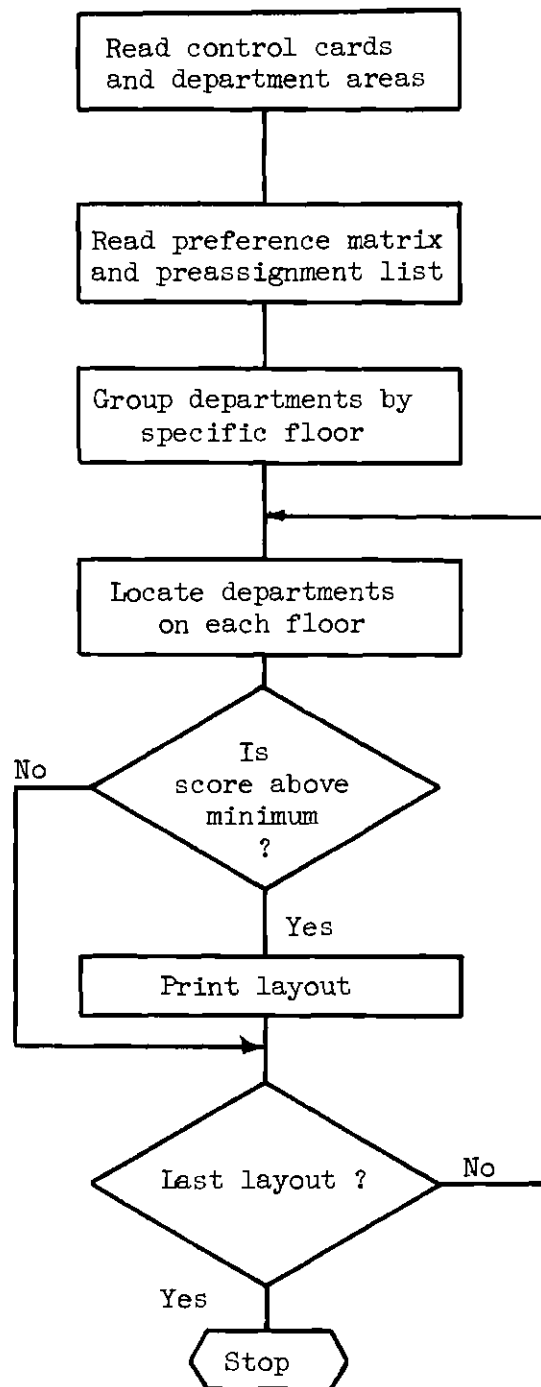 Read control cards
and department areas
Read preference matrix
and preassignment list
Group departments by
specific floor
Locate departments
on each floor
Is
score above
minimum
?
No
Yes
Print layout
Last layout ?
No
Yes
Stop